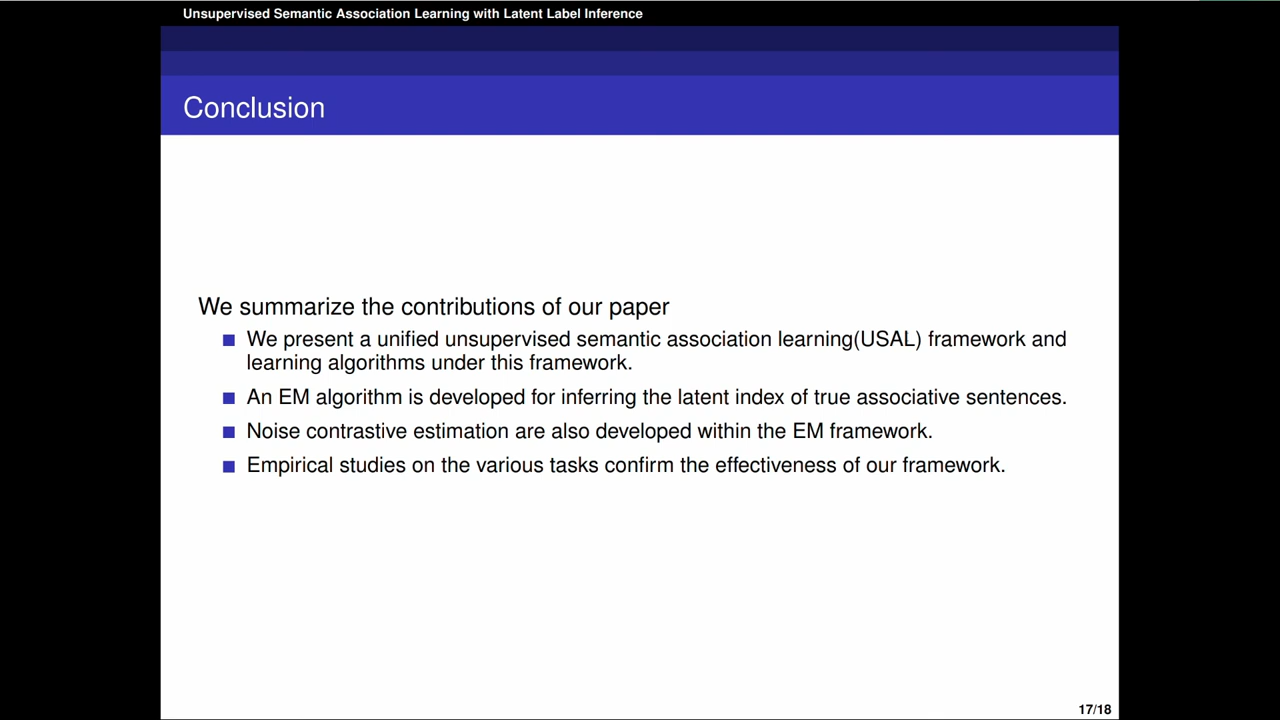 Unsupervised Semantic Association Learning with Latent Label Inference
Conclusion
We summarize the contributions of our paper
We present a unified unsupervised semantic association learning(USAL) framework and
learning algorithms under this framework.
An EM algorithm is developed for inferring the latent index of true associative sentences.
Noise contrastive estimation are also developed within the EM framework.
Empirical studies on the various tasks confirm the effectiveness of our framework.
17/18